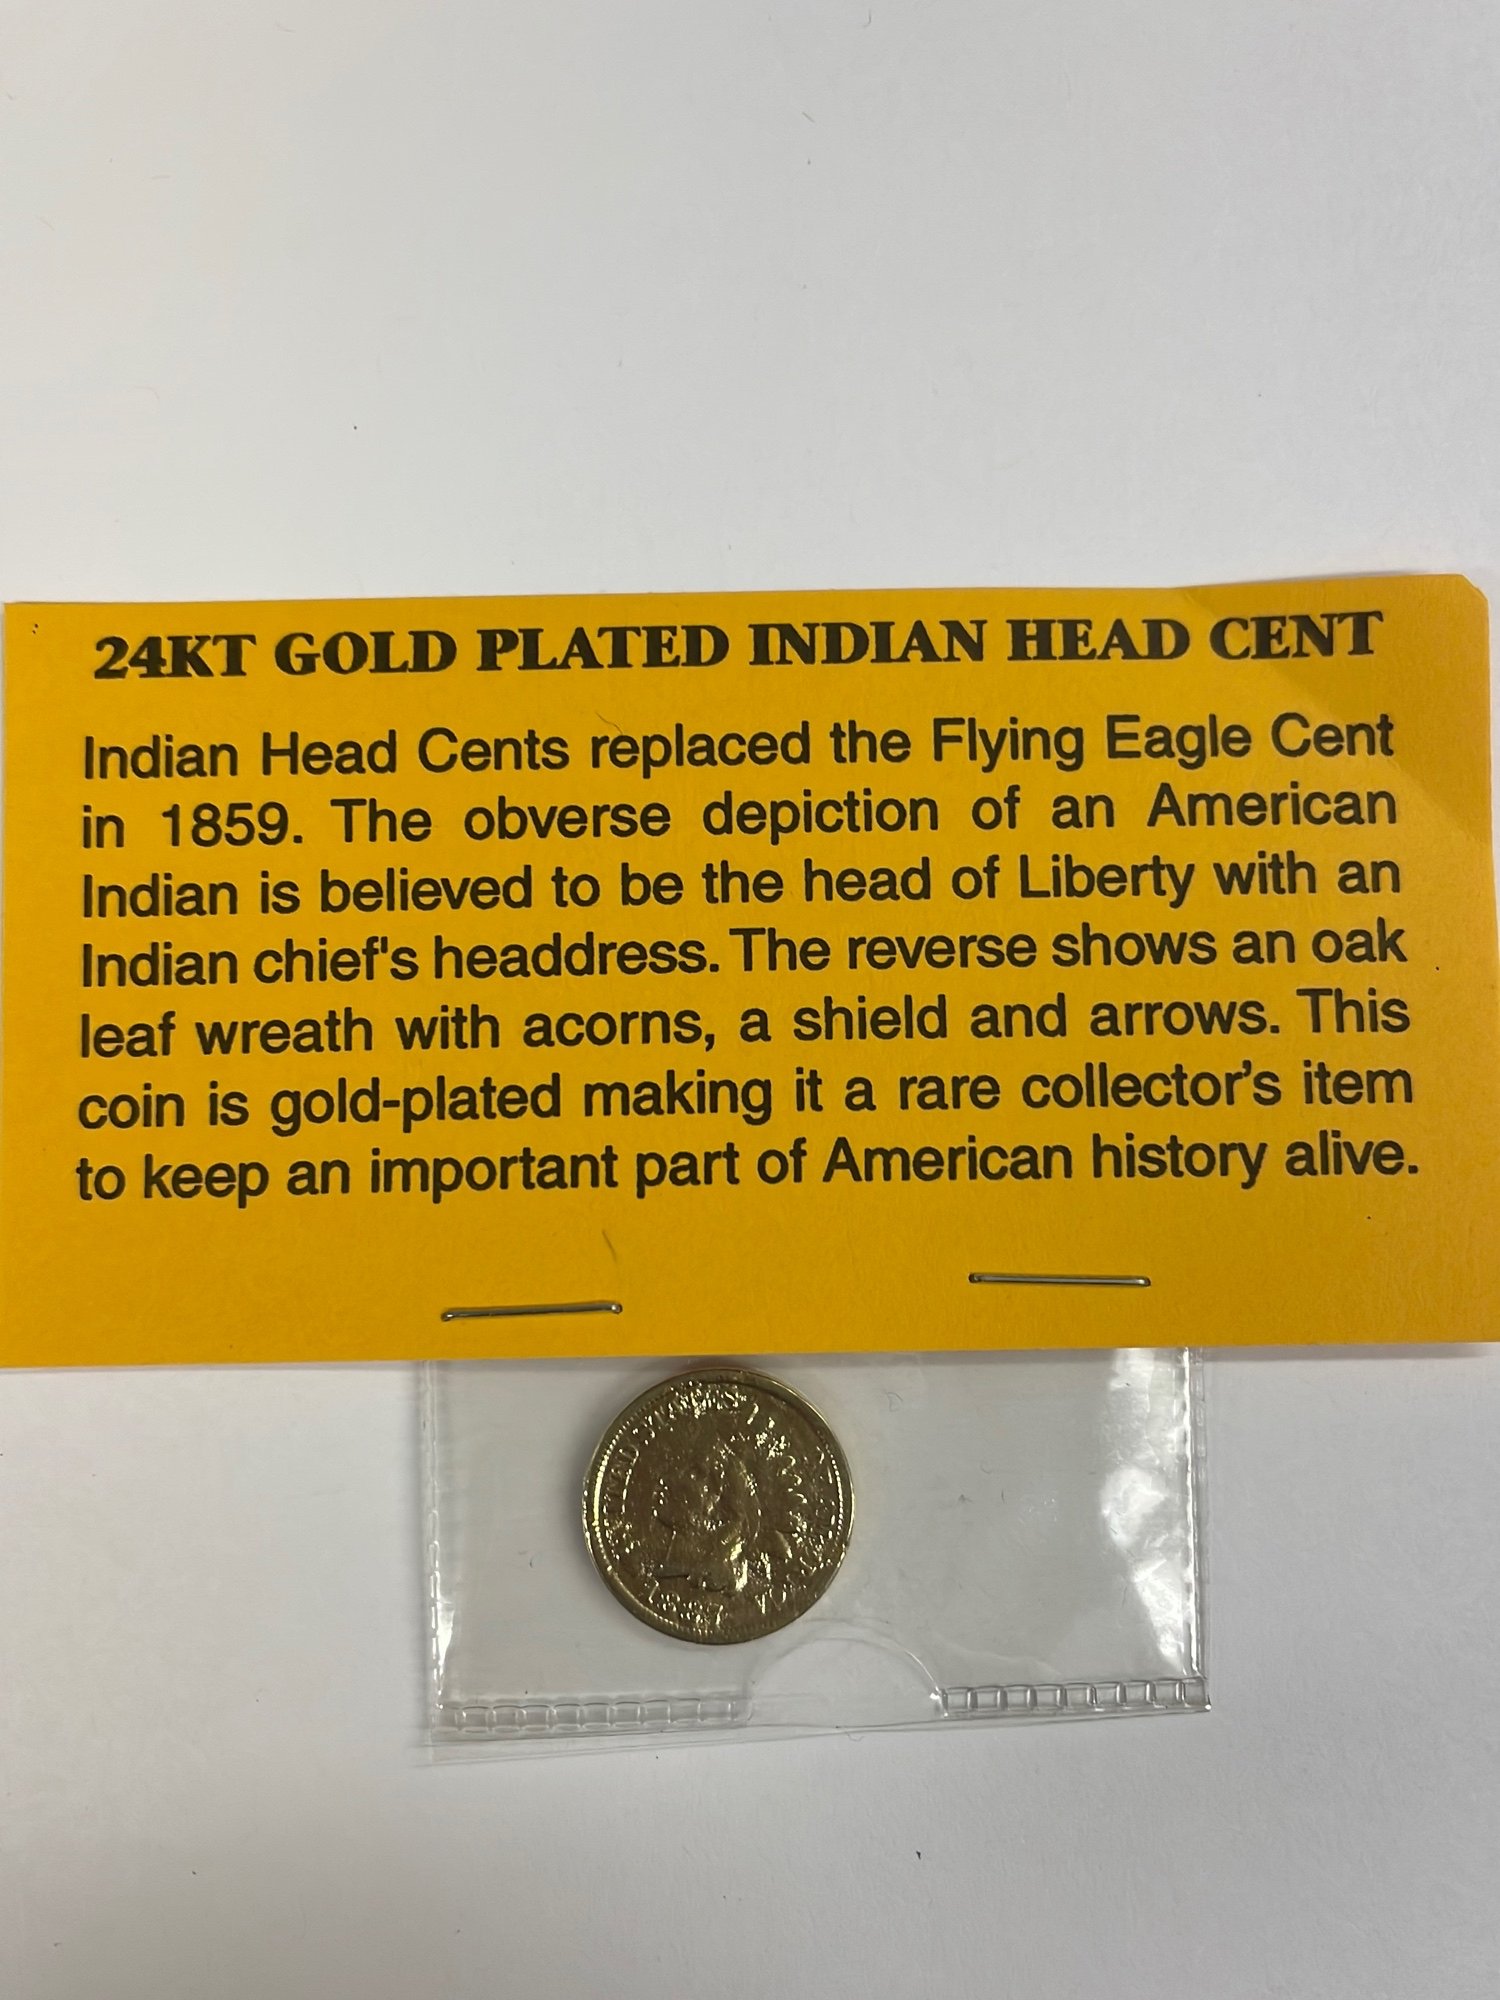 24KT GOLD PLATED INDIAN HEAD CENT
Indian Head Cents replaced the Flying Eagle Cent
in 1859. The obverse depiction of an American
Indian is believed to be the head of Liberty with an
Indian chief's headdress. The reverse shows an oak
leaf wreath with acorns, a shield and arrows. This
coin is gold-plated making it a rare collector's item
to keep an important part of American history alive.